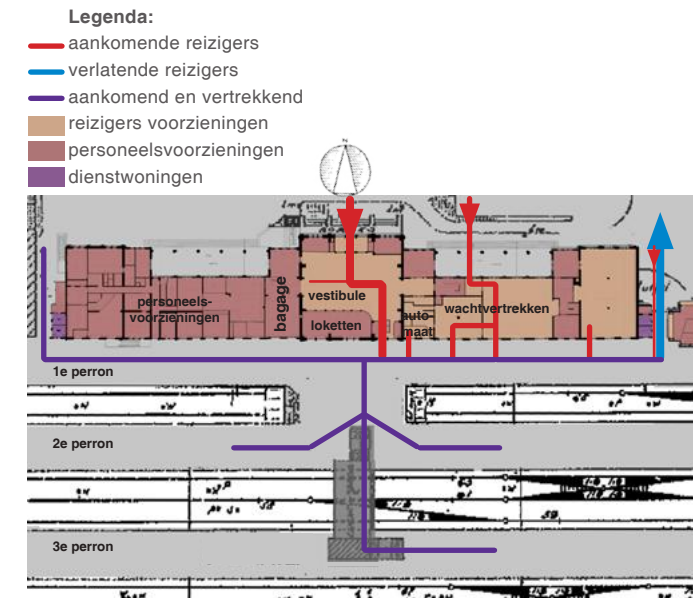 Legenda:
aankomende reizigers
verlatende reizigers
aankomend en vertrekkend
reizigers voorzieningen
personeelsvoorzieningen
dienstwoningen
bagage
personeels-
voorzieningen
vestibule
loketten
auto
maat
wachtvertrekken
1e perron
2e perron
3e perron